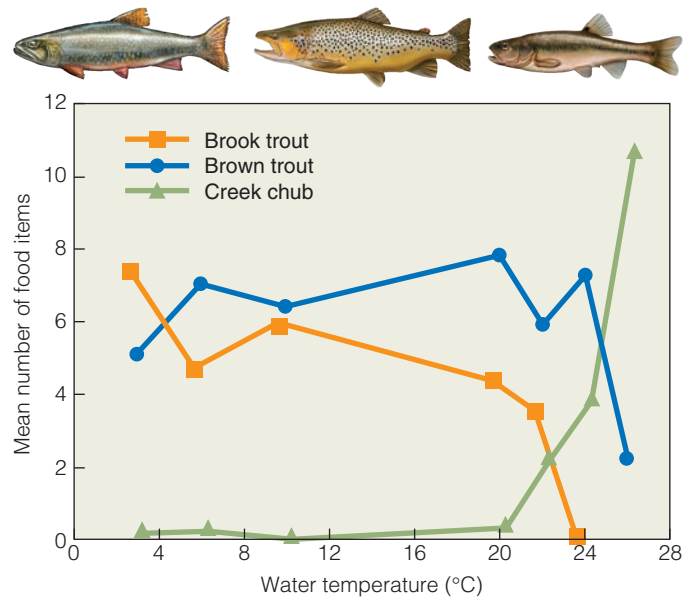 12
10
8
6
4
2
0
Mean number of food items
Brook trout
Brown trout
Creek chub
0 4 8 12 16 20 24 28
Water temperature (°C)